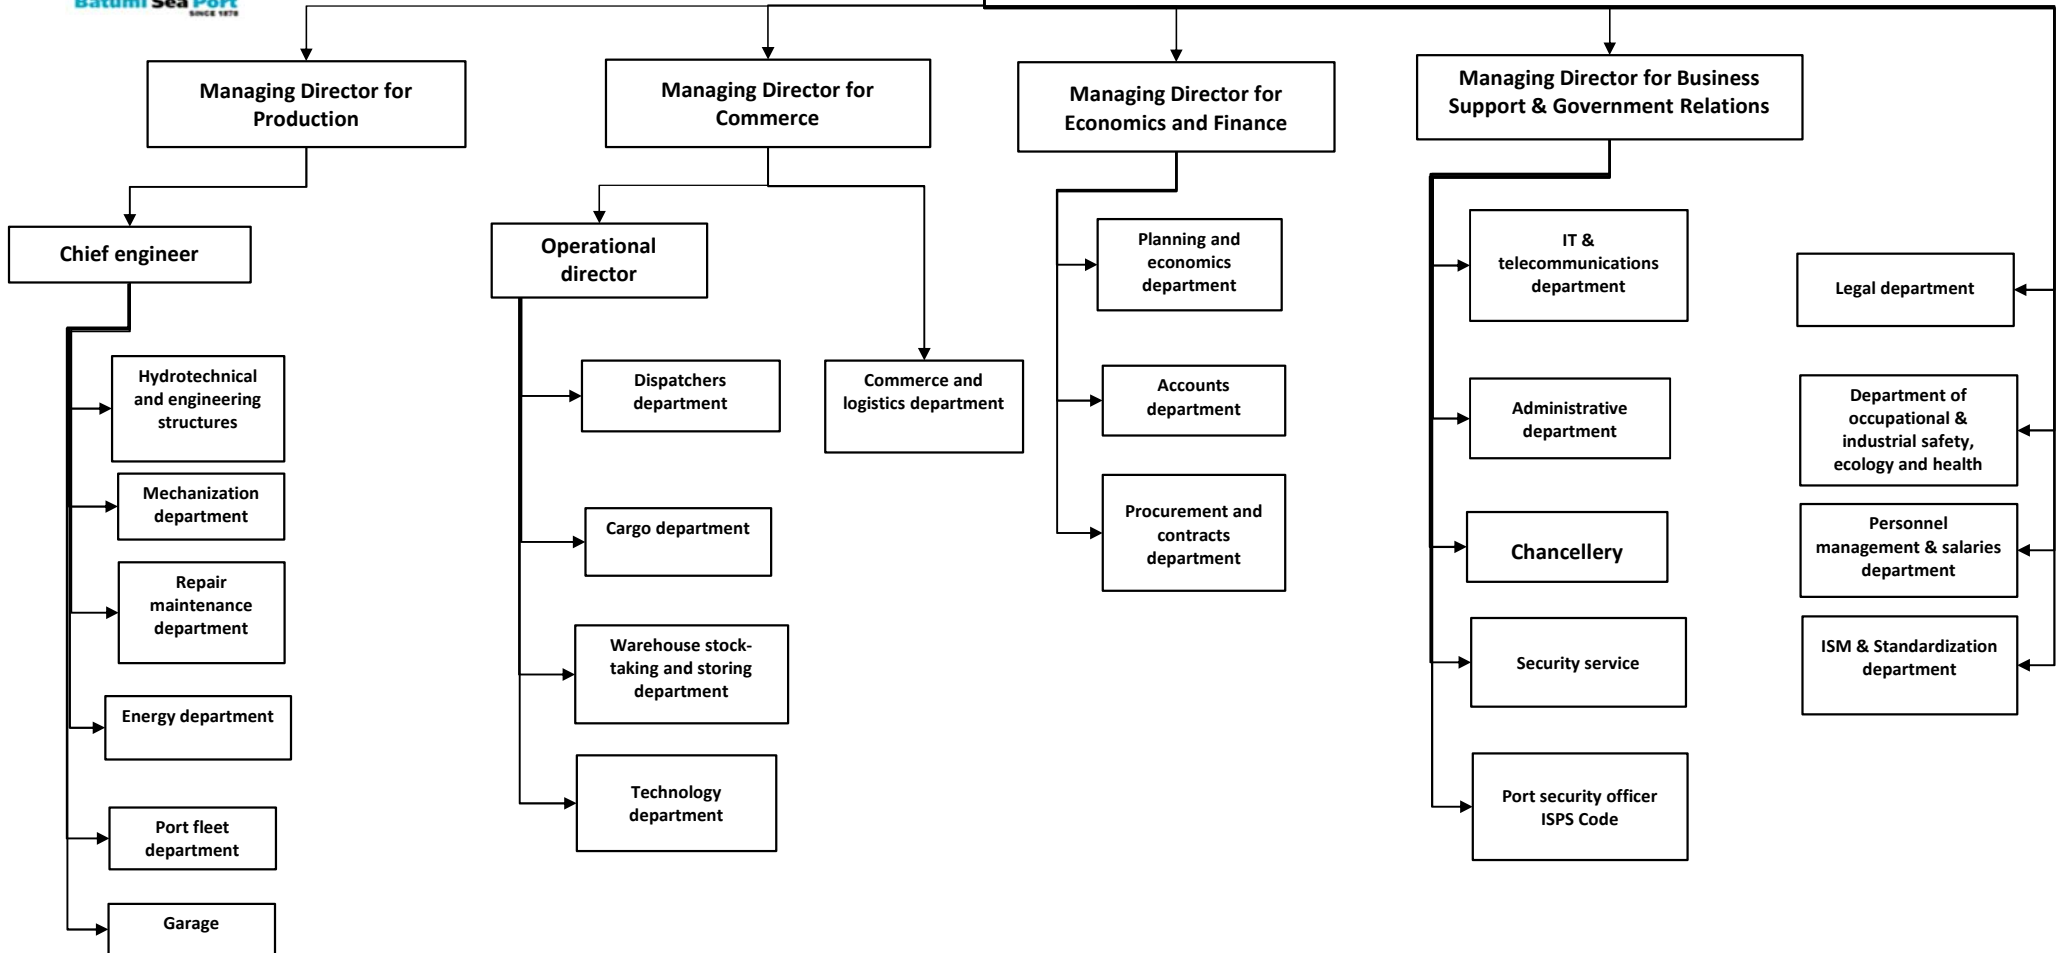 Batumi Sea Port
SINCE 1878
Managing Director for
Production
Managing Director for
Commerce
Managing Director for
Economics and Finance
Managing Director for Business
Support & Government Relations
Chief engineer
Hydrotechnical
and engineering
structures
Mechanization
department
Repair
maintenance
department
Energy department
Port fleet
department
Garage
Operational
director
Dispatchers
department
Cargo department
Warehouse stock-
taking and storing
department
Technology
department
Commerce and
logistics department
Planning and
economics
department
Accounts
department
Procurement and
contracts
department
IT &
telecommunications
department
Administrative
department
Chancellery
Security service
Port security officer
ISPS Code
Legal department
Department of
occupational &
industrial safety,
ecology and health
Personnel
management & salaries
department
ISM & Standardization
department